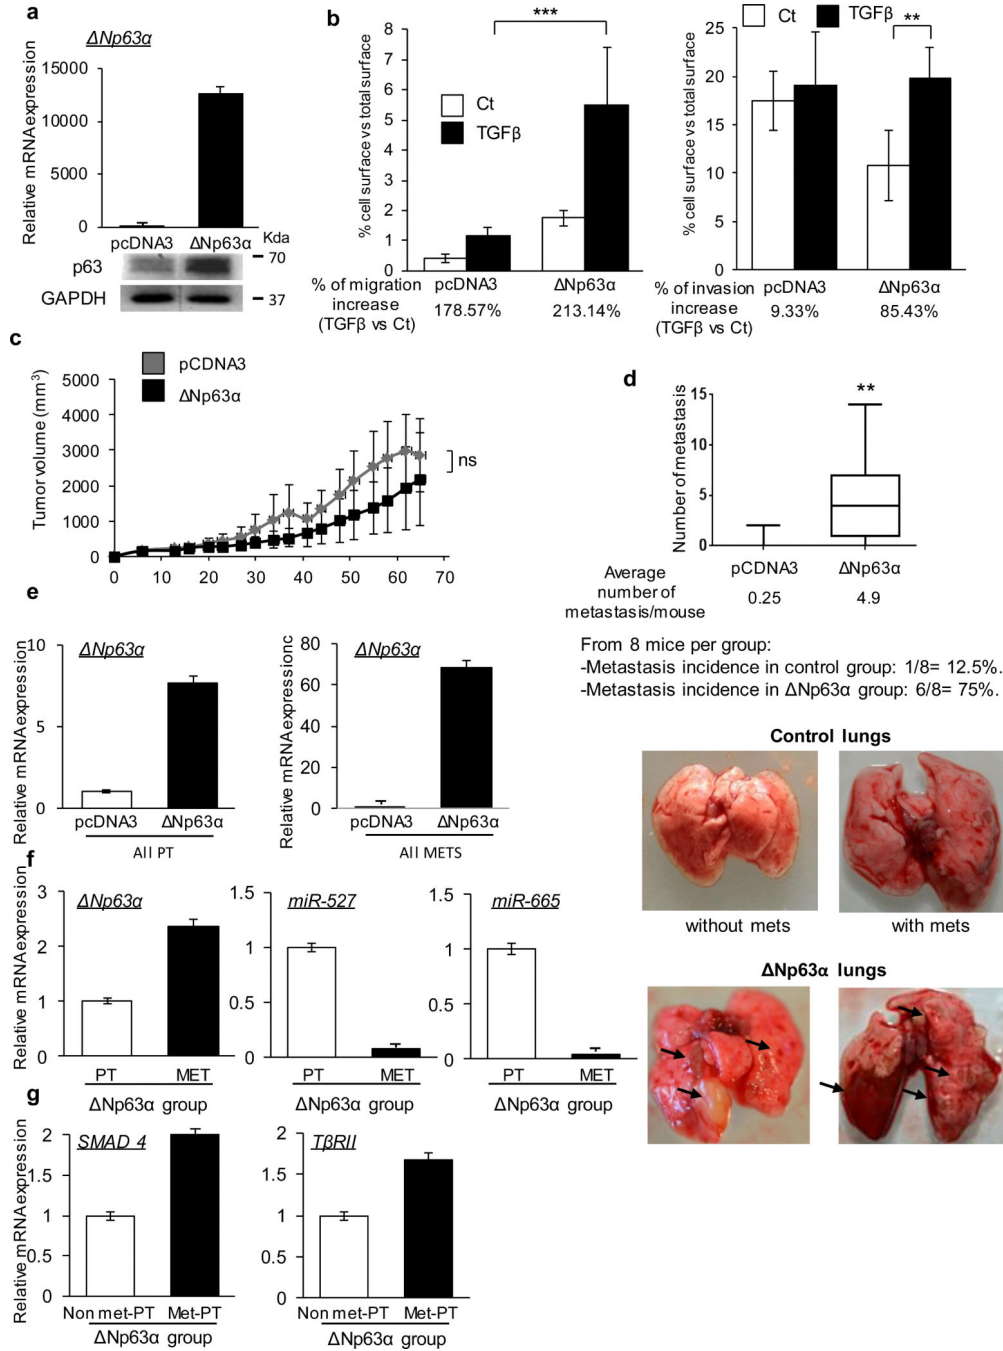 a
ΔNp63α
Relative mRNA expression
15000
10000
5000
0
pcDNA3 ΔNp63α
Kda
p63
70
GAPDH
37
b
***
% cell surface vs total surface
8
7
6
5
4
3
2
1
0
Ct
TGFβ
pcDNA3 ΔNp63α
% of migration
increase
(TGFβ vs Ct)
178.57% 213.14%
Ct TGFβ
**
% cell surface vs total surface
25
20
15
10
5
0
pcDNA3 ΔNp63α
% of invasion
increase
(TGFβ vs Ct)
9.33% 85.43%
c
pCDNA3
ΔNp63α
Tumor volume (mm³)
5000
4000
3000
2000
1000
0
ns
0 10 20 30 40 50 60 70
d
**
Number of metastasis
15
10
5
0
pCDNA3 ΔNp63α
Average
number of
metastasis/mouse
0.25 4.9
From 8 mice per group:
-Metastasis incidence in control group: 1/8= 12.5%.
-Metastasis incidence in ΔNp63α group: 6/8= 75%.
Control lungs
without mets with mets
ΔNp63α lungs
e
ΔNp63α
Relative mRNA expression
10
5
0
pcDNA3 ΔNp63α
All PT
ΔNp63α
Relative mRNA expressionc
80
60
40
20
0
pcDNA3 ΔNp63α
All METS
f
ΔNp63α
Relative mRNA expression
3
2
1
0
PT MET
ΔNp63α group
miR-527
1.5
1
0.5
0
PT MET
ΔNp63α group
miR-665
1.5
1
0.5
0
PT MET
ΔNp63α group
g
SMAD 4
Relative mRNA expression
2
1.5
1
0.5
0
Non met-PT Met-PT
ΔNp63α group
TβRII
2
1.5
1
0.5
0
Non met-PT Met-PT
ΔNp63α group